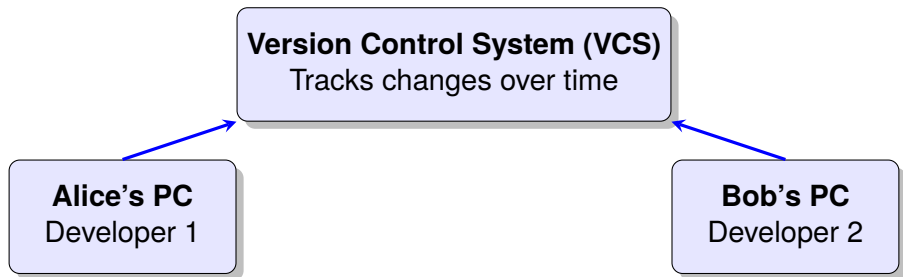 Version Control System (VCS)
Tracks changes over time
Alice's PC
Developer 1
Bob's PC
Developer 2